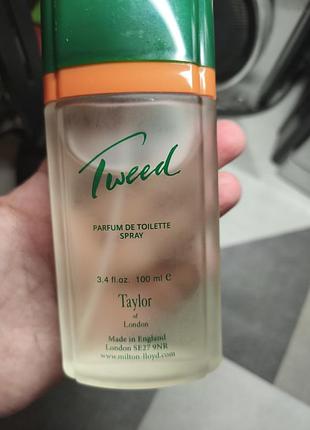 Tweed
PARFUM DE TOILETTE
SPRAY
3.4 fl.oz. 100 ml ℮
Taylor
of
London
Made in England
London SE27 9NR
www.milton-lloyd.com